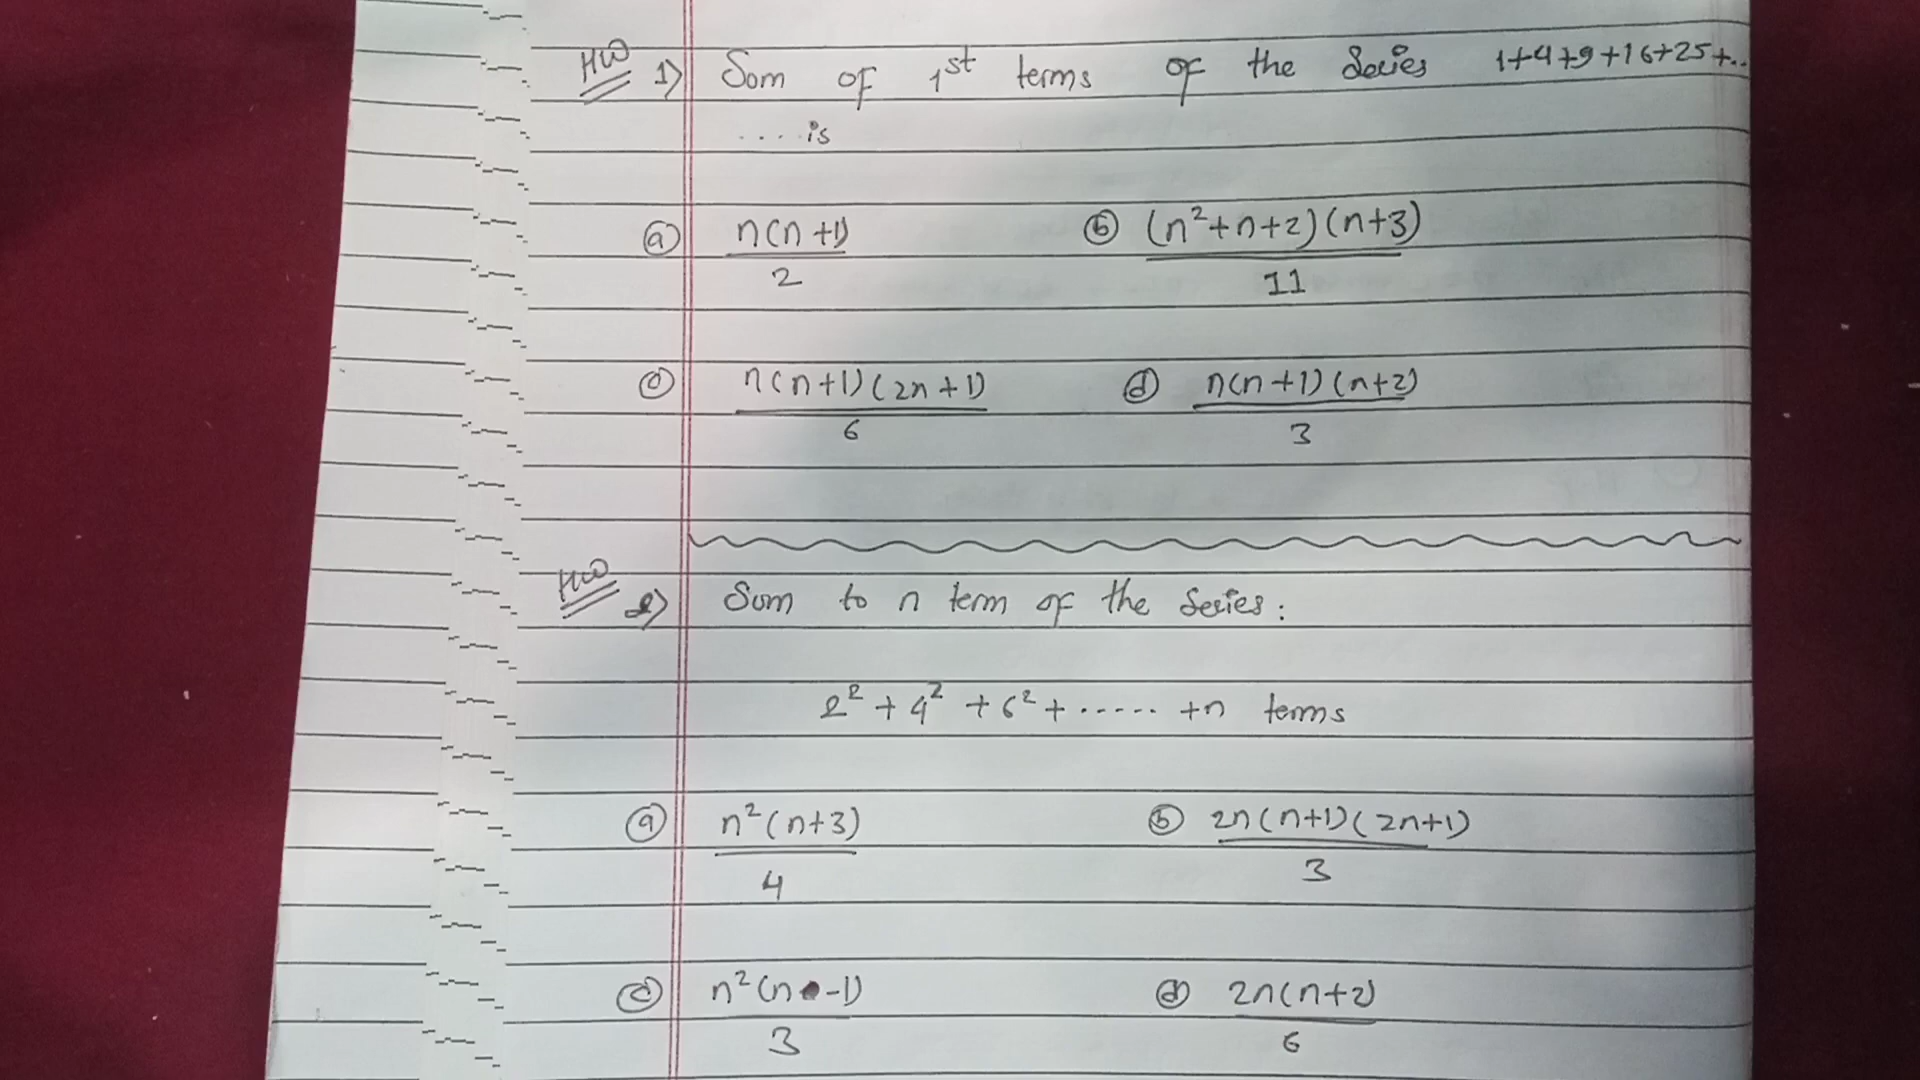 HW 1) Som of 1st terms of the Series 1+4+9+16+25+..
....is
(a) n(n+1)/2 (b) (n²+n+2)(n+3)/11
(c) n(n+1)(2n+1)/6 (d) n(n+1)(n+2)/3
HW 2) Sum to n term of the Series:
2²+4²+6²+.....+n terms
(a) n²(n+3)/4 (b) 2n(n+1)(2n+1)/3
(c) n²(n-1)/3 (d) 2n(n+2)/6